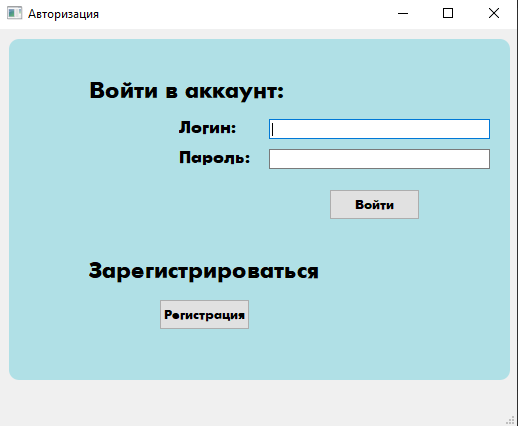 Авторизация
Войти в аккаунт:
Логин:
Пароль:
Войти
Зарегистрироваться
Регистрация